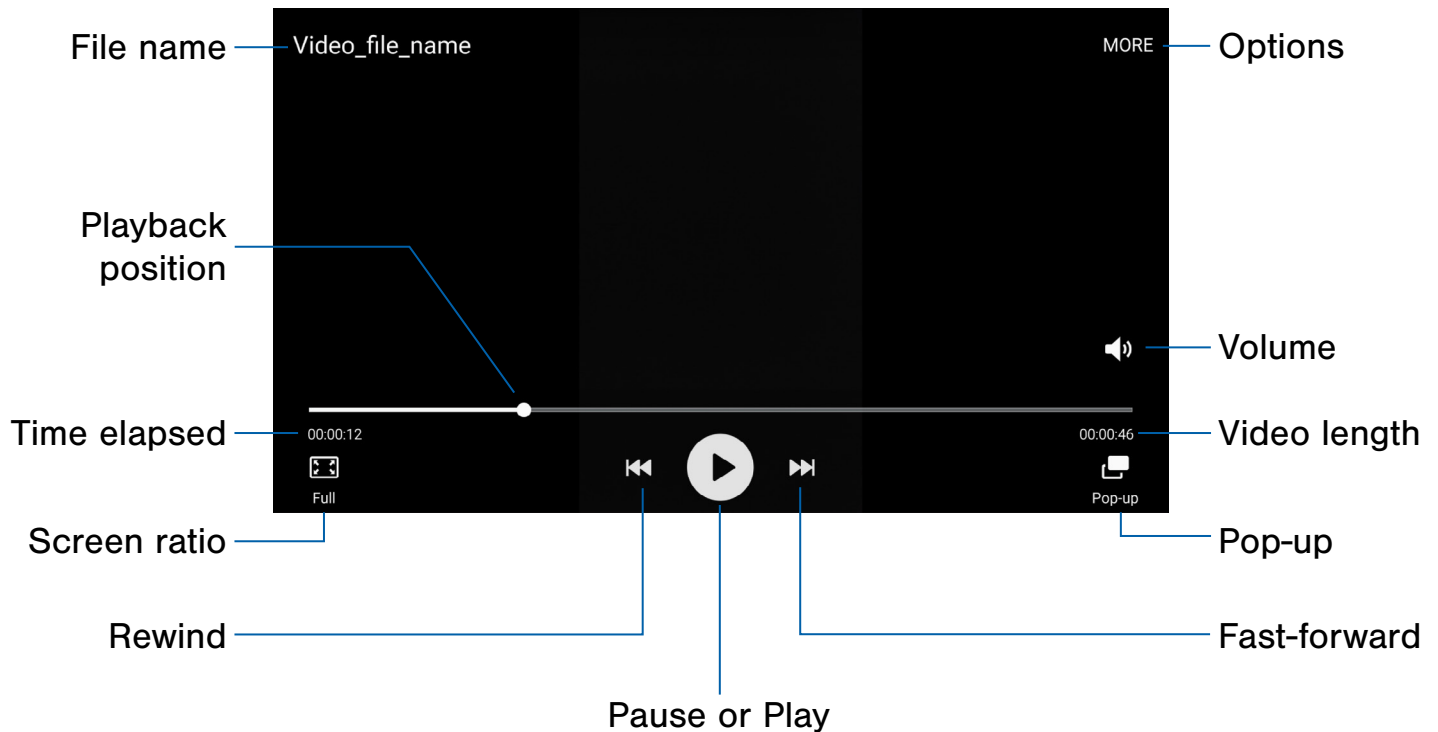 File name
Video_file_name
MORE
Options
Playback
position
Volume
Time elapsed
00:00:12
00:00:46
Video length
Full
Pop-up
Screen ratio
Pop-up
Rewind
Fast-forward
Pause or Play